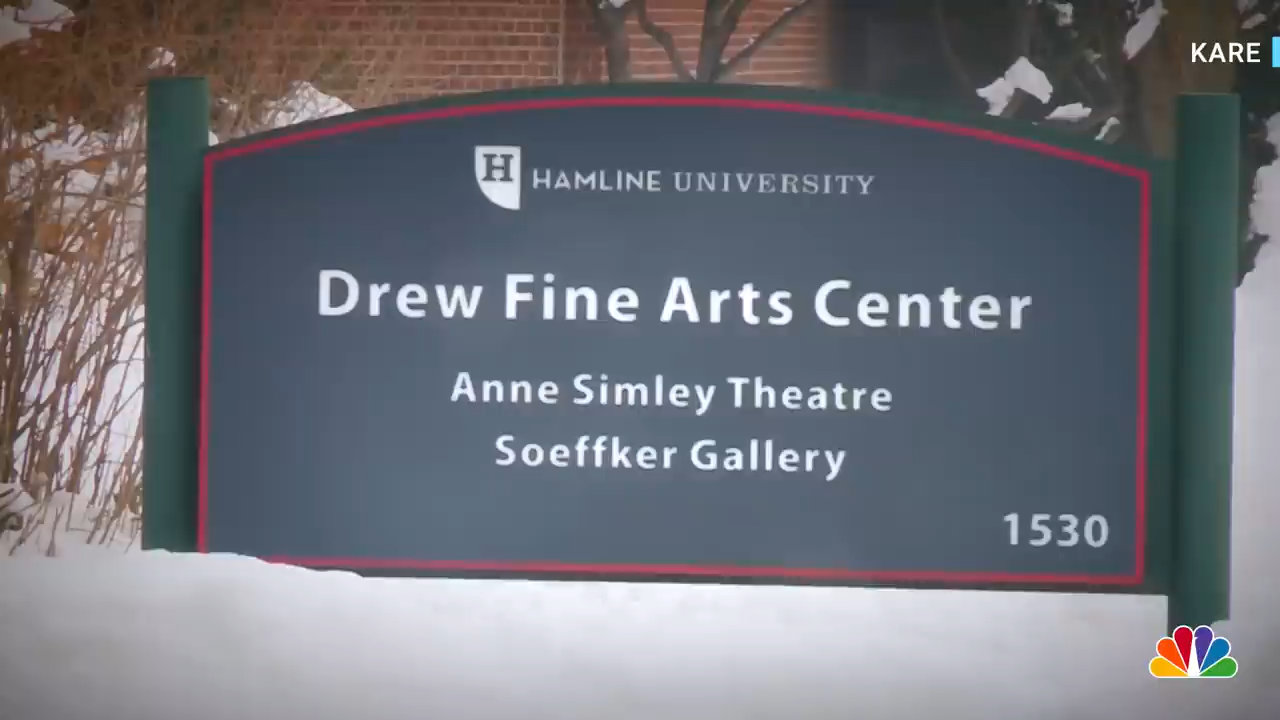 KARE
H HAMLINE UNIVERSITY
Drew Fine Arts Center
Anne Simley Theatre
Soeffker Gallery
1530